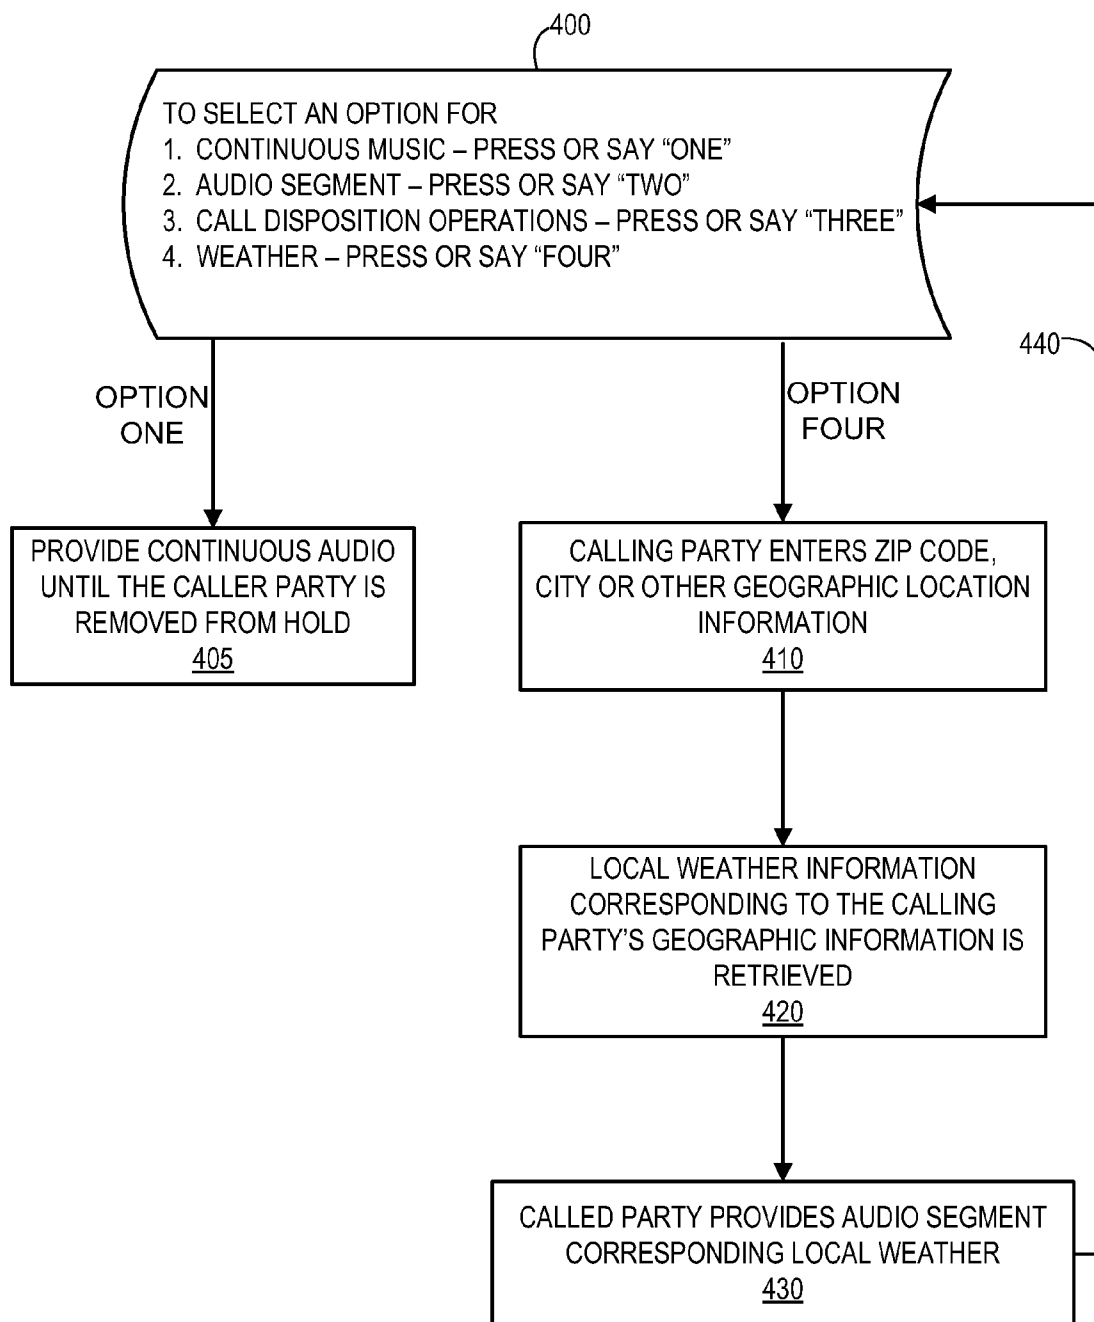 400
TO SELECT AN OPTION FOR
1. CONTINUOUS MUSIC – PRESS OR SAY “ONE”
2. AUDIO SEGMENT – PRESS OR SAY “TWO”
3. CALL DISPOSITION OPERATIONS – PRESS OR SAY “THREE”
4. WEATHER – PRESS OR SAY “FOUR”
440
OPTION
ONE
OPTION
FOUR
PROVIDE CONTINUOUS AUDIO
UNTIL THE CALLER PARTY IS
REMOVED FROM HOLD
405
CALLING PARTY ENTERS ZIP CODE,
CITY OR OTHER GEOGRAPHIC LOCATION
INFORMATION
410
LOCAL WEATHER INFORMATION
CORRESPONDING TO THE CALLING
PARTY’S GEOGRAPHIC INFORMATION IS
RETRIEVED
420
CALLED PARTY PROVIDES AUDIO SEGMENT
CORRESPONDING LOCAL WEATHER
430